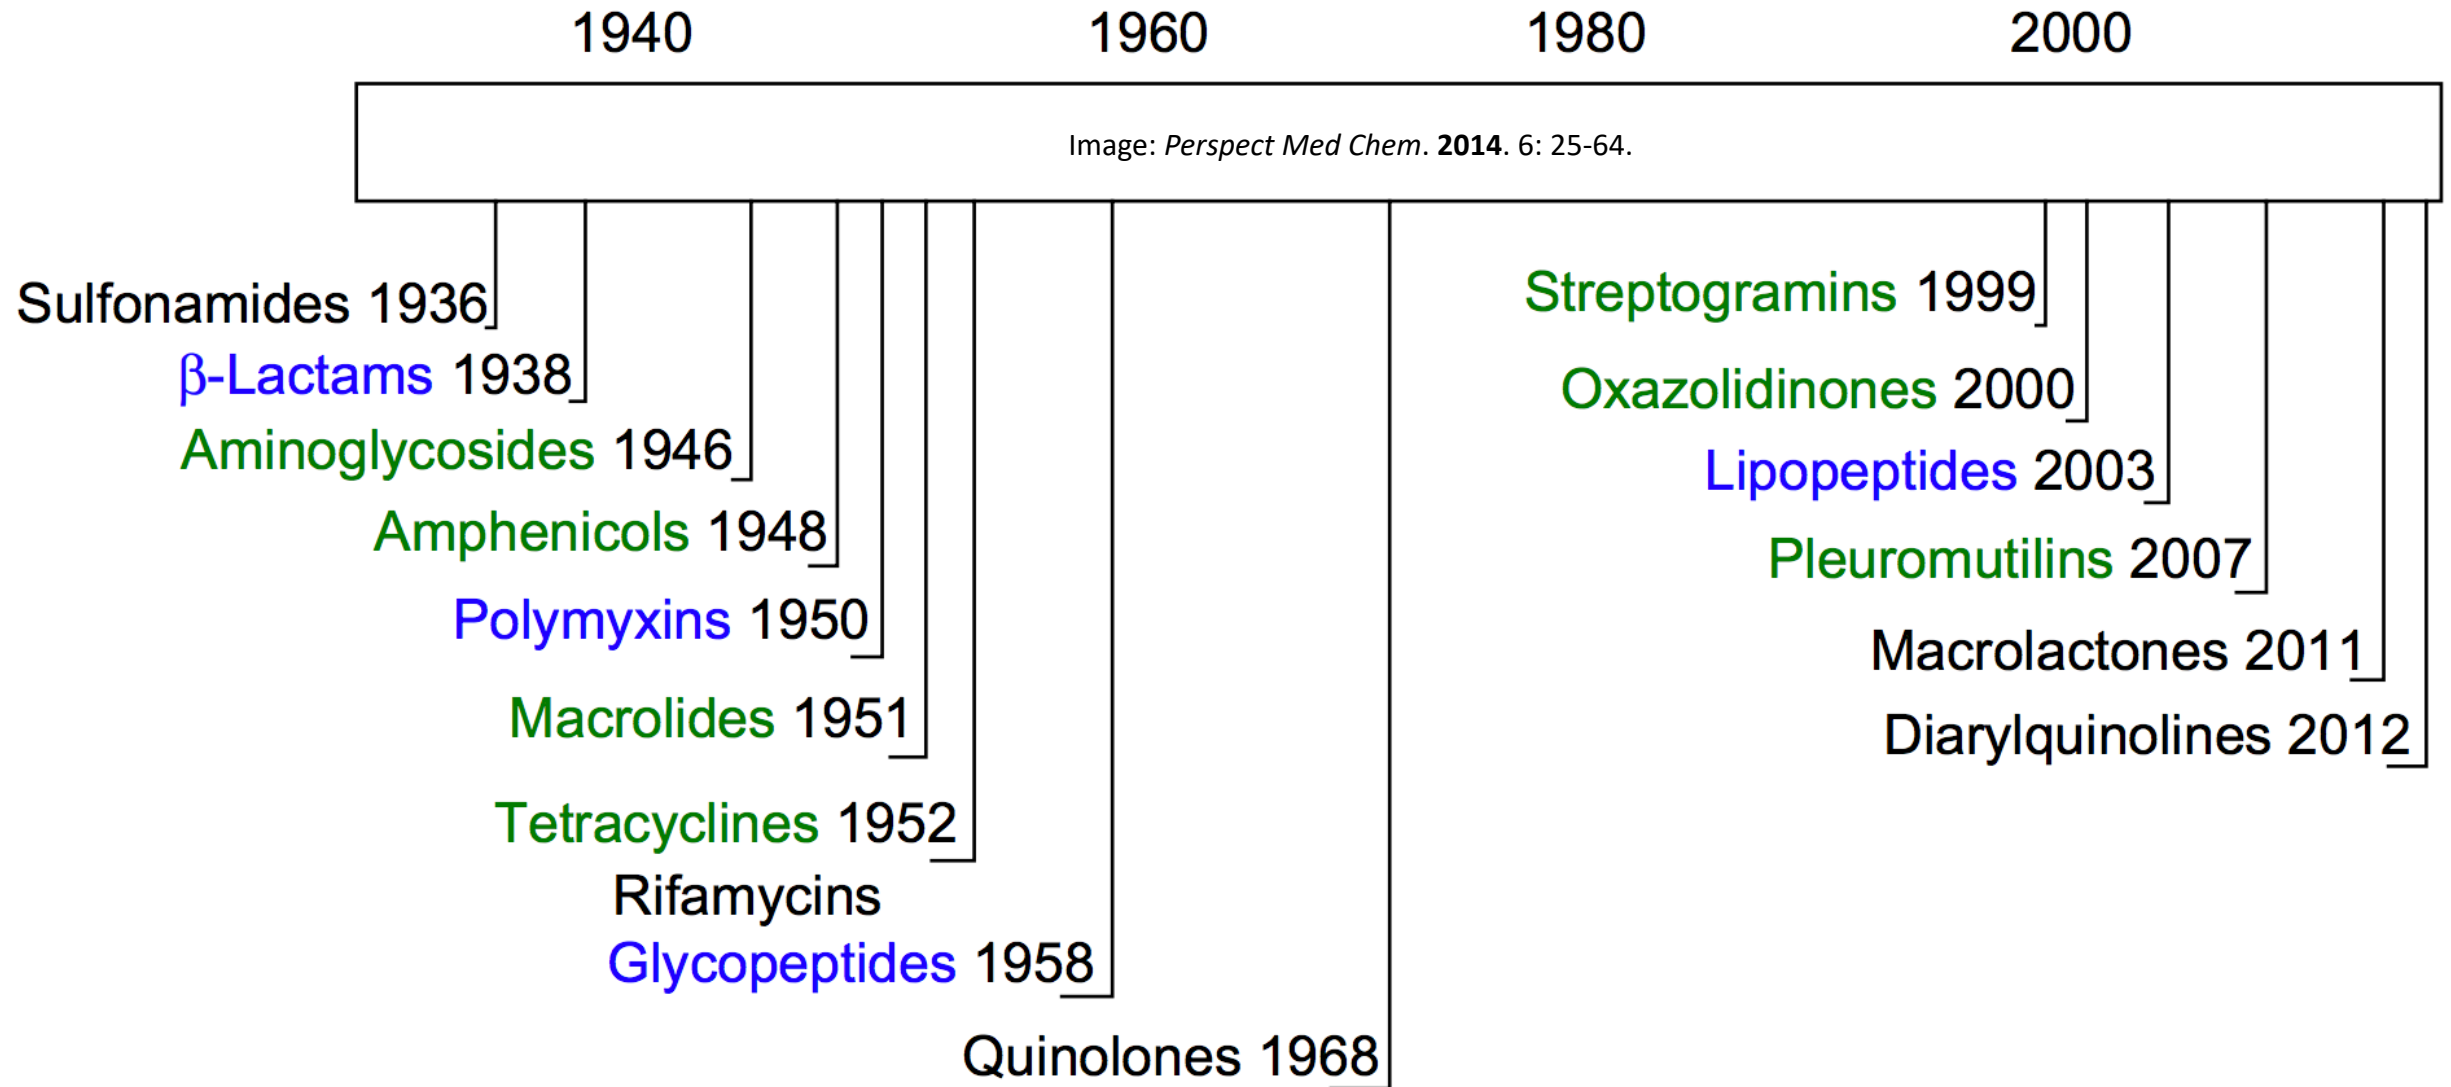 1940 1960 1980 2000
Image: Perspect Med Chem. 2014. 6: 25-64.
Sulfonamides 1936
β-Lactams 1938
Aminoglycosides 1946
Amphenicols 1948
Polymyxins 1950
Macrolides 1951
Tetracyclines 1952
Rifamycins
Glycopeptides 1958
Quinolones 1968
Streptogramins 1999
Oxazolidinones 2000
Lipopeptides 2003
Pleuromutilins 2007
Macrolactones 2011
Diarylquinolines 2012